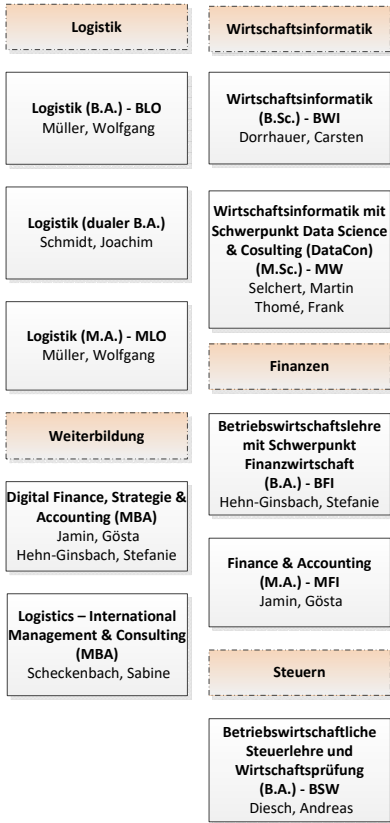 Logistik
Logistik (B.A.) - BLO
Müller, Wolfgang
Logistik (dualer B.A.)
Schmidt, Joachim
Logistik (M.A.) - MLO
Müller, Wolfgang
Weiterbildung
Digital Finance, Strategie &
Accounting (MBA)
Jamin, Gösta
Hehn-Ginsbach, Stefanie
Logistics – International
Management & Consulting
(MBA)
Scheckenbach, Sabine
Wirtschaftsinformatik
Wirtschaftsinformatik
(B.Sc.) - BWI
Dorrhauer, Carsten
Wirtschaftsinformatik mit
Schwerpunkt Data Science
& Cosulting (DataCon)
(M.Sc.) - MW
Selchert, Martin
Thomé, Frank
Finanzen
Betriebswirtschaftslehre
mit Schwerpunkt
Finanzwirtschaft
(B.A.) - BFI
Hehn-Ginsbach, Stefanie
Finance & Accounting
(M.A.) - MFI
Jamin, Gösta
Steuern
Betriebswirtschaftliche
Steuerlehre und
Wirtschaftsprüfung
(B.A.) - BSW
Diesch, Andreas